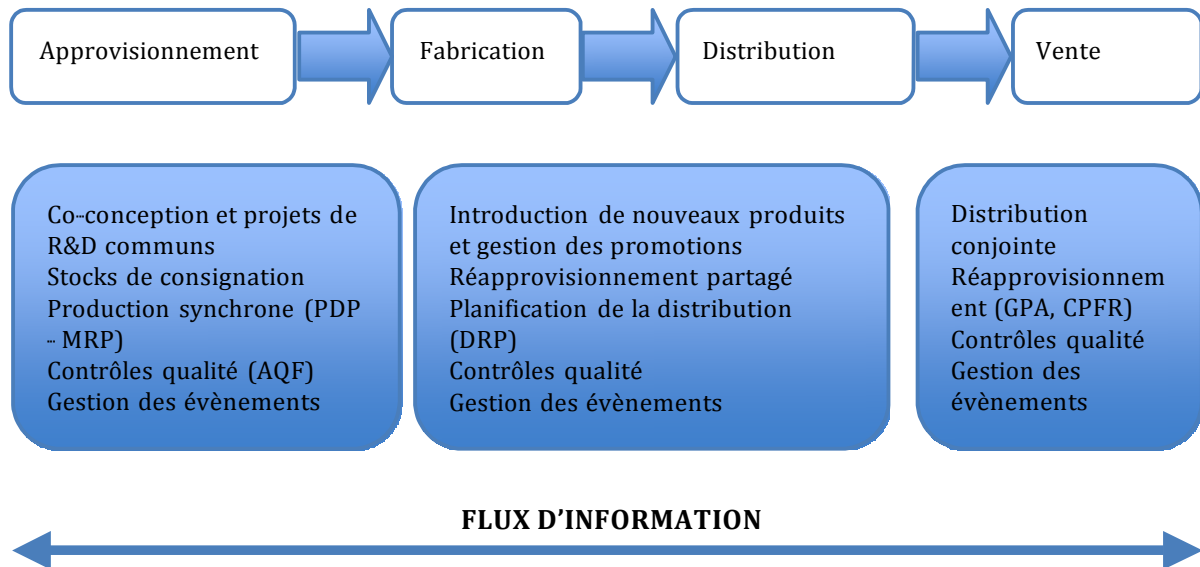 Approvisionnement
Fabrication
Distribution
Vente
Co-conception et projets de
R&D communs
Stocks de consignation
Production synchrone (PDP
- MRP)
Contrôles qualité (AQF)
Gestion des évènements
Introduction de nouveaux produits
et gestion des promotions
Réapprovisionnement partagé
Planification de la distribution
(DRP)
Contrôles qualité
Gestion des évènements
Distribution
conjointe
Réapprovisionnem
ent (GPA, CPFR)
Contrôles qualité
Gestion des
évènements
FLUX D'INFORMATION